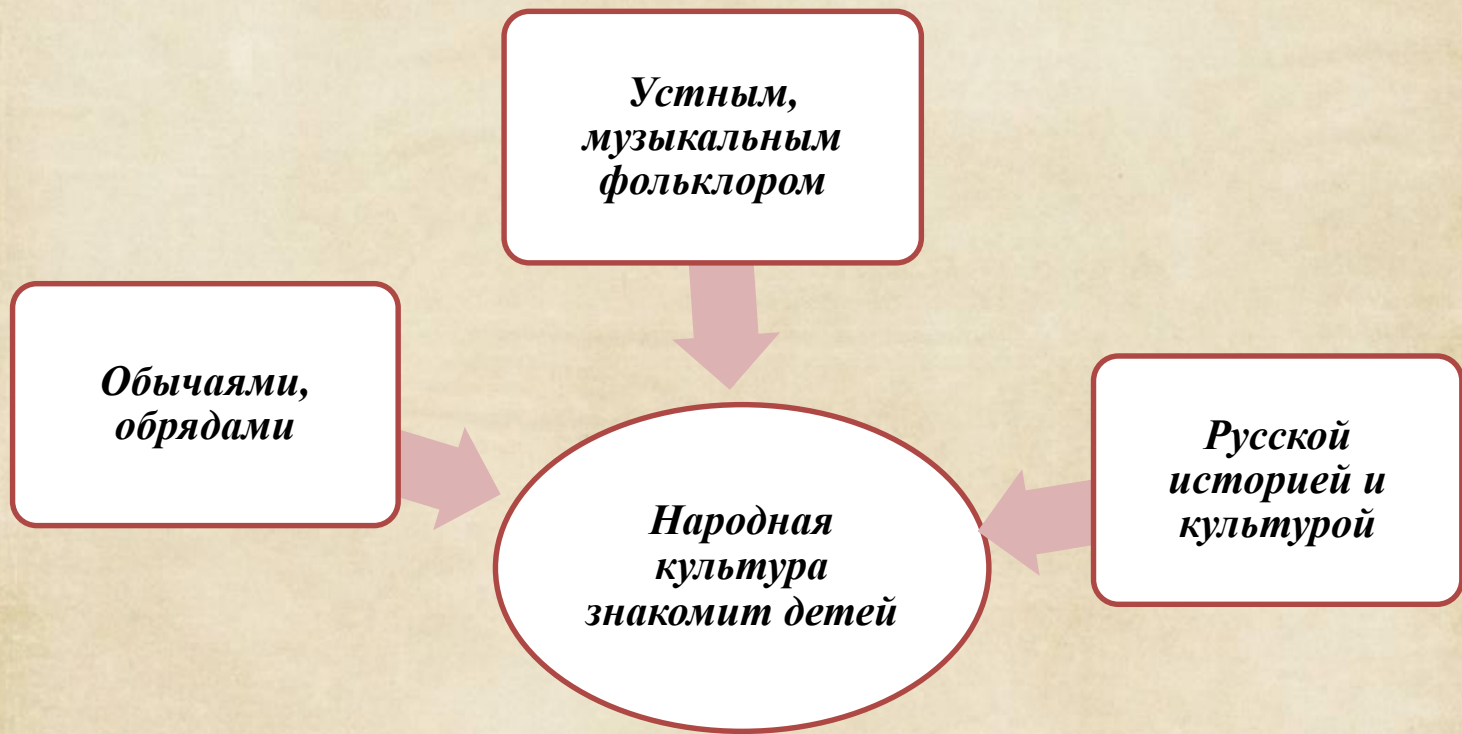 Устным,
музыкальным
фольклором
Обычаями,
обрядами
Русской
историей и
культурой
Народная
культура
знакомит детей